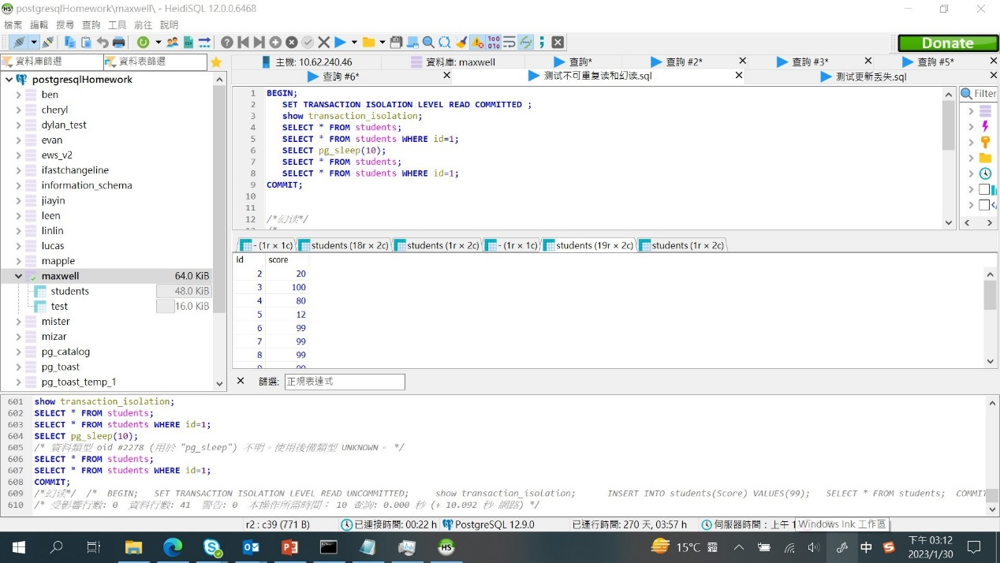 postgresqlHomework\maxwell\ - HeidiSQL 12.0.0.6468
檔案 編輯 搜尋 查詢 工具 前往 說明
Donate
資料庫篩選 資料表篩選
主機: 10.62.240.46 資料庫: maxwell 查詢* 查詢 #2* 查詢 #3* 查詢 #5*
查詢 #6* 测试不可重复读和幻读.sql 测试更新丢失.sql
postgresqlHomework
ben
cheryl
dylan_test
evan
ews_v2
ifastchangeline
information_schema
jiayin
leen
linlin
lucas
mapple
maxwell 64.0 KiB
students 48.0 KiB
test 16.0 KiB
mister
mizar
pg_catalog
pg_toast
pg_toast_temp_1
1 BEGIN;
2 SET TRANSACTION ISOLATION LEVEL READ COMMITTED ;
3 show transaction_isolation;
4 SELECT * FROM students;
5 SELECT * FROM students WHERE id=1;
6 SELECT pg_sleep(10);
7 SELECT * FROM students;
8 SELECT * FROM students WHERE id=1;
9 COMMIT;
10
11
12 /*幻读*/
Filter
- (1r × 1c) students (18r × 2c) students (1r × 2c) - (1r × 1c) students (19r × 2c) students (1r × 2c)
id score
2 20
3 100
4 80
5 12
6 99
7 99
8 99
篩選: 正規表達式
601 show transaction_isolation;
602 SELECT * FROM students;
603 SELECT * FROM students WHERE id=1;
604 SELECT pg_sleep(10);
605 /* 資料類型 oid #2278 (用於 "pg_sleep") 不明。使用後備類型 UNKNOWN。 */
606 SELECT * FROM students;
607 SELECT * FROM students WHERE id=1;
608 COMMIT;
609 /*幻读*/ /* BEGIN; SET TRANSACTION ISOLATION LEVEL READ UNCOMMITTED; show transaction_isolation; INSERT INTO students(Score) VALUES(99); SELECT * FROM students; COMMIT
610 /* 受影響行數: 0 資料行數: 41 警告: 0 本操作所需時間： 10 查詢: 0.000 秒 (+ 10.092 秒 網路) */
r2 : c39 (771 B) 已連接時間: 00:22 h PostgreSQL 12.9.0 已運行時間: 270 天, 03:57 h 伺服器時間：上午 1 Windows Ink 工作區
15°C 中 下午 03:12
2023/1/30